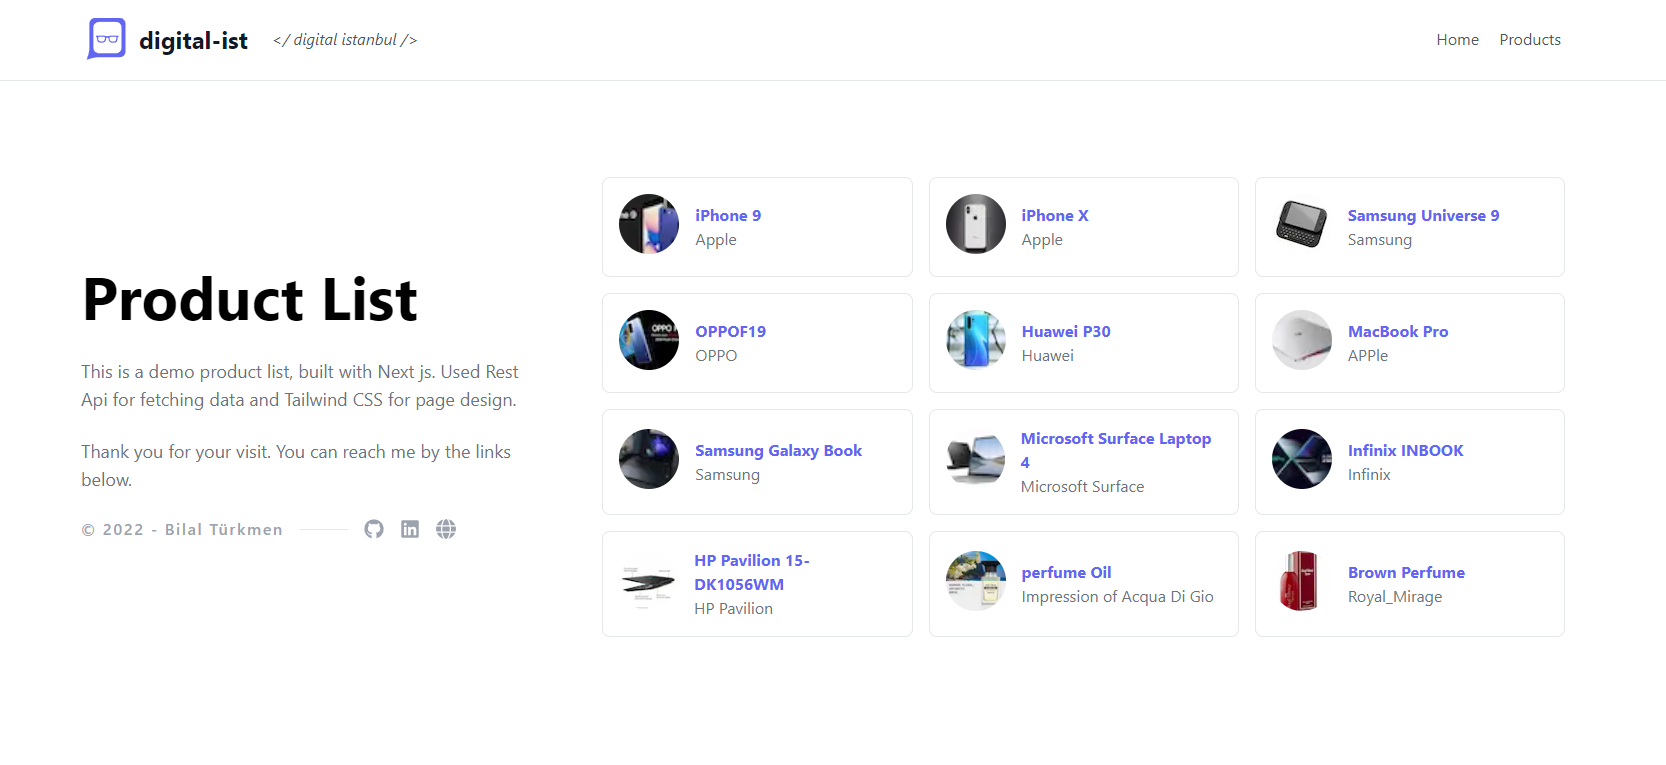 digital-ist
</ digital istanbul />
Home
Products
Product List
This is a demo product list, built with Next js. Used Rest
Api for fetching data and Tailwind CSS for page design.
Thank you for your visit. You can reach me by the links
below.
© 2022 - Bilal Türkmen
iPhone 9
Apple
iPhone X
Apple
Samsung Universe 9
Samsung
OPPOF19
OPPO
Huawei P30
Huawei
MacBook Pro
APPle
Samsung Galaxy Book
Samsung
Microsoft Surface Laptop
4
Microsoft Surface
Infinix INBOOK
Infinix
HP Pavilion 15-
DK1056WM
HP Pavilion
perfume Oil
Impression of Acqua Di Gio
Brown Perfume
Royal_Mirage